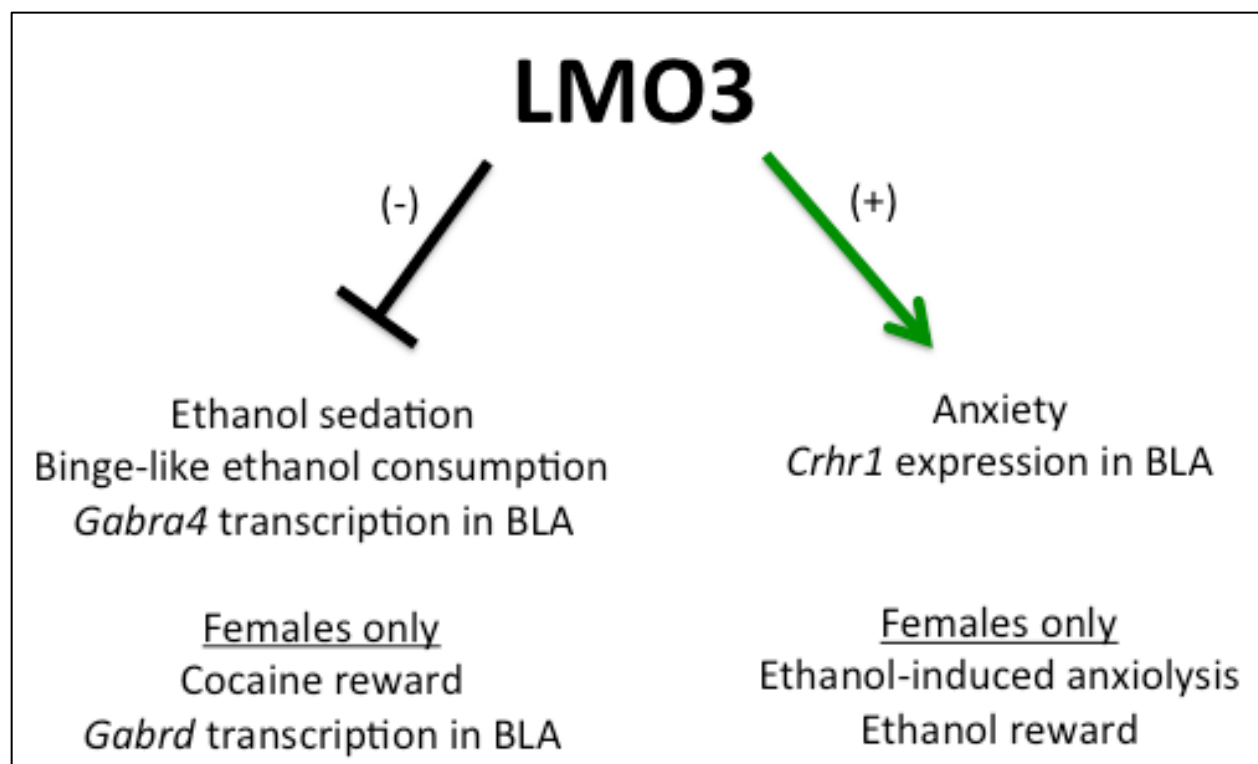 LMO3
(-)
(+)
Ethanol sedation
Binge-like ethanol consumption
Gabra4 transcription in BLA
Females only
Cocaine reward
Gabrd transcription in BLA
Anxiety
Crhr1 expression in BLA
Females only
Ethanol-induced anxiolysis
Ethanol reward